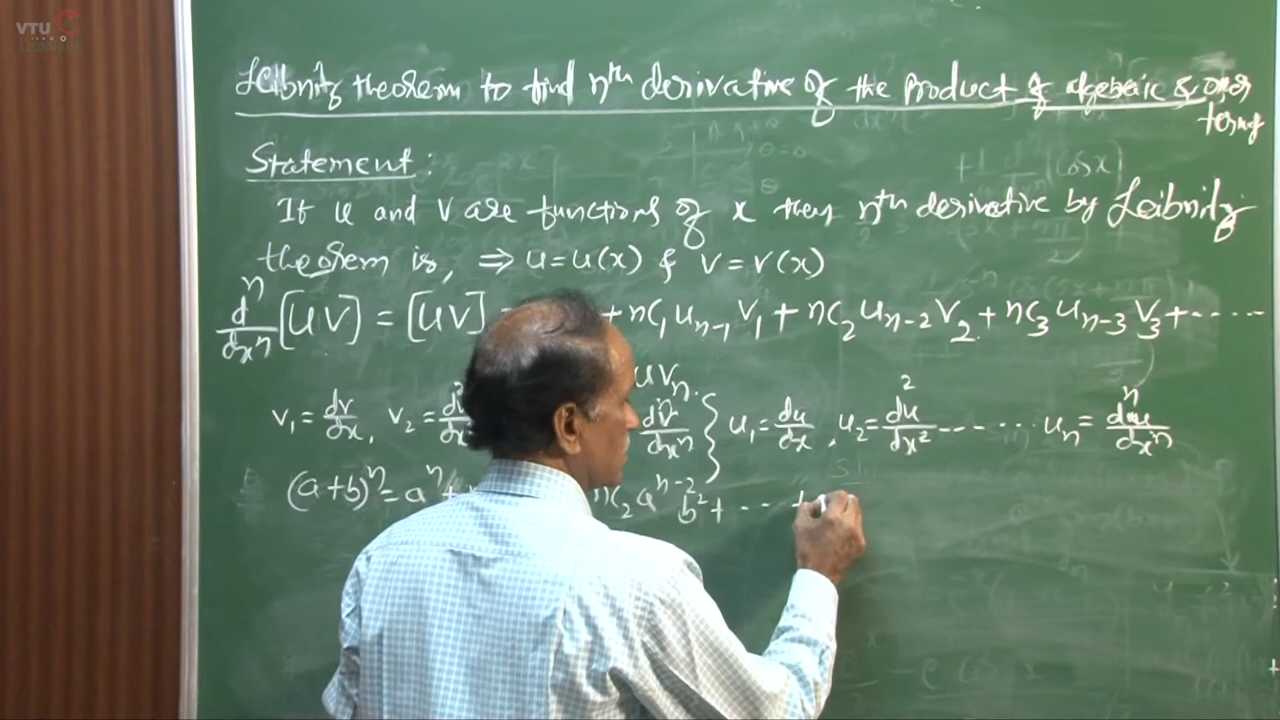 VTU
Leibnitz theorem to find nth derivative of the Product of algebraic & other
terms
Statement:
If u and v are functions of x then nth derivative by Leibnitz
theorem is, ⇒ u = u(x) & v = v(x)
dⁿ/dxⁿ [UV] = [UV] + nC₁ Uₙ₋₁ V₁ + nC₂ Uₙ₋₂ V₂ + nC₃ Uₙ₋₃ V₃ + -----
UVₙ.
V₁ = dv/dx, V₂ = dⁿv/dxⁿ } u₁ = du/dx, u₂ = d²u/dx² ------- uₙ = dⁿu/dxⁿ
(a+b)ⁿ = aⁿ + nC₂ aⁿ⁻² b² + --- +